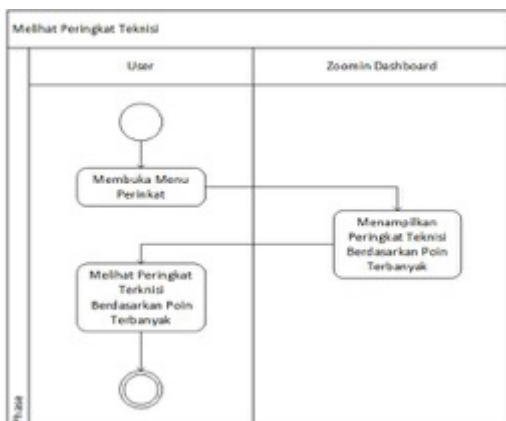 Melihat Peringkat Teknisi
User
Zoomin Dashboard
Membuka Menu
Perinkat
Menampilkan
Peringkat Teknisi
Berdasarkan Poin
Terbanyak
Melihat Peringkat
Terknisi
Berdasarkan Poin
Terbanyak
Phase